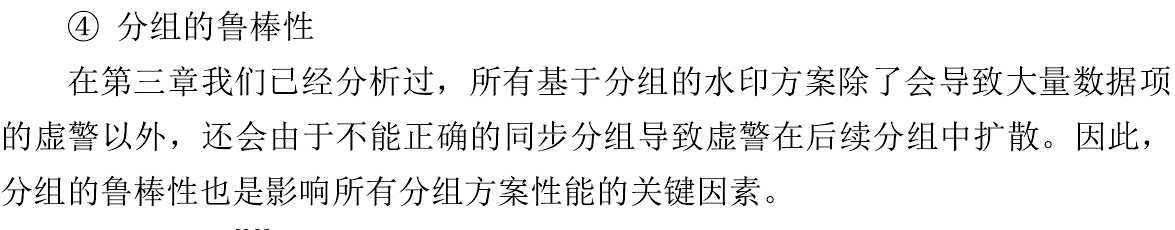 ④ 分组的鲁棒性
在第三章我们已经分析过，所有基于分组的水印方案除了会导致大量数据项
的虚警以外，还会由于不能正确的同步分组导致虚警在后续分组中扩散。因此，
分组的鲁棒性也是影响所有分组方案性能的关键因素。